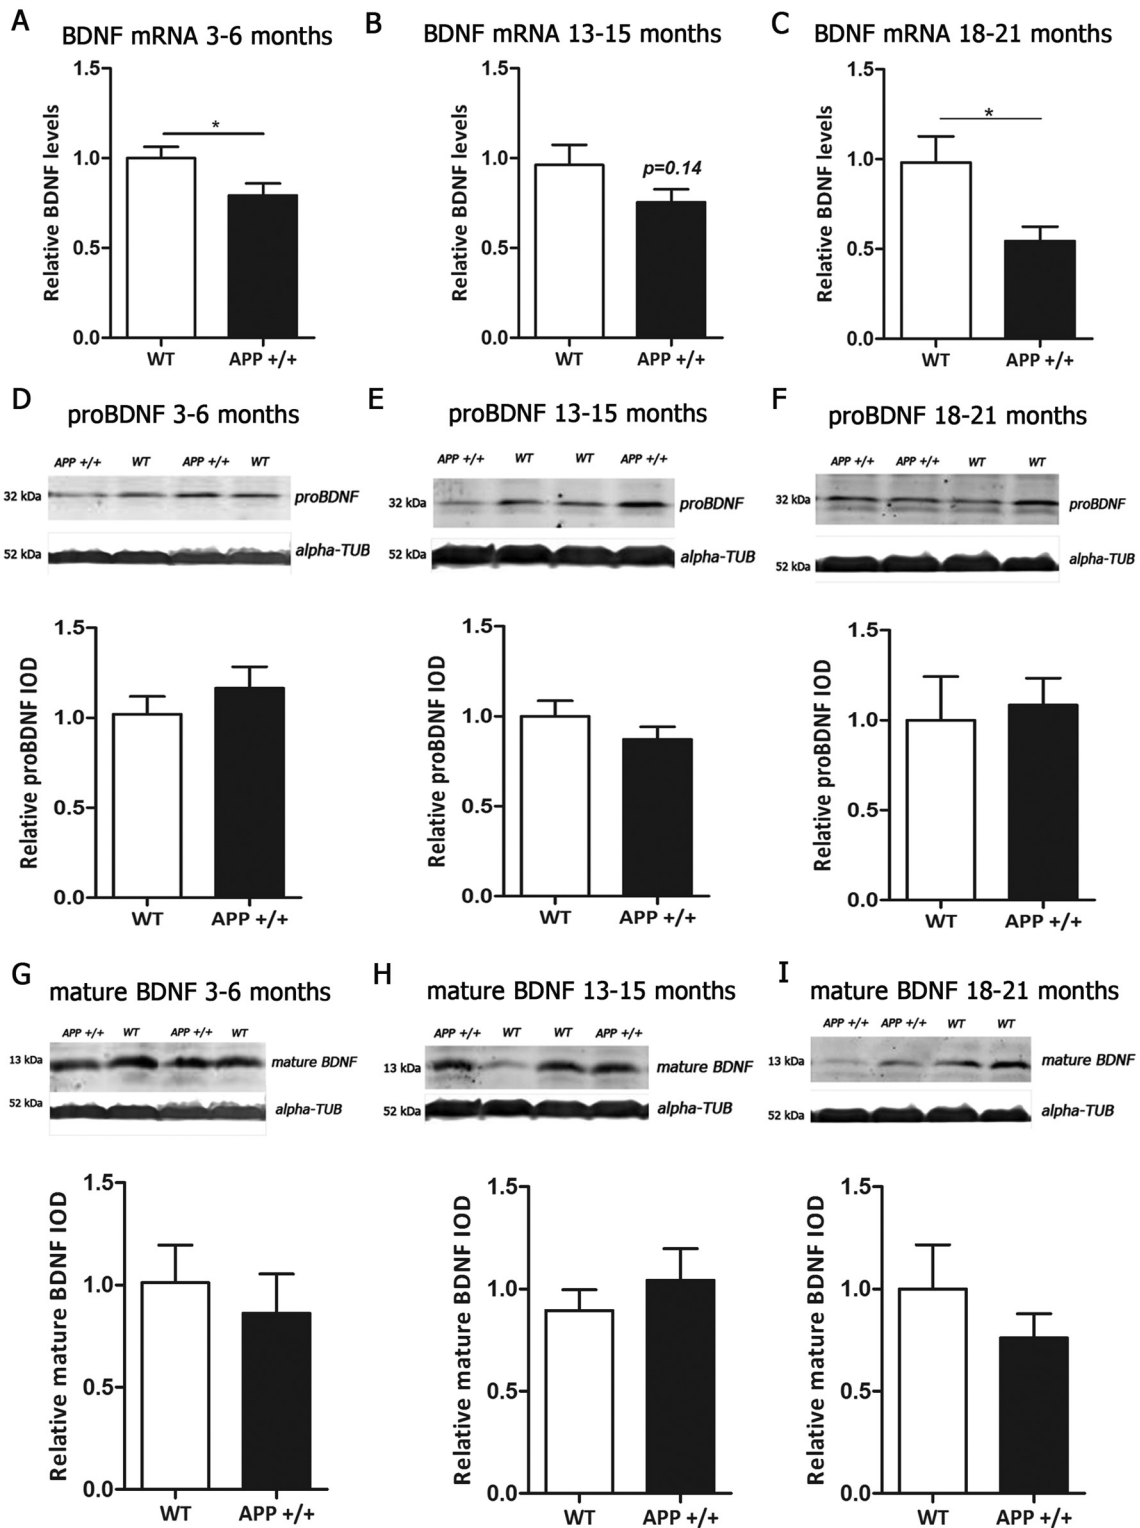 A
BDNF mRNA 3-6 months
Relative BDNF levels
1.5
1.0
0.5
0.0
*
WT
APP +/+
B
BDNF mRNA 13-15 months
Relative BDNF levels
1.5
1.0
0.5
0.0
p=0.14
WT
APP +/+
C
BDNF mRNA 18-21 months
Relative BDNF levels
1.5
1.0
0.5
0.0
*
WT
APP +/+
D
proBDNF 3-6 months
APP +/+ WT APP +/+ WT
32 kDa proBDNF
52 kDa alpha-TUB
Relative proBDNF IOD
1.5
1.0
0.5
0.0
WT
APP +/+
E
proBDNF 13-15 months
APP +/+ WT WT APP +/+
32 kDa proBDNF
52 kDa alpha-TUB
Relative proBDNF IOD
1.5
1.0
0.5
0.0
WT
APP +/+
F
proBDNF 18-21 months
APP +/+ APP +/+ WT WT
32 kDa proBDNF
52 kDa alpha-TUB
Relative proBDNF IOD
1.5
1.0
0.5
0.0
WT
APP +/+
G
mature BDNF 3-6 months
APP +/+ WT APP +/+ WT
13 kDa mature BDNF
52 kDa alpha-TUB
Relative mature BDNF IOD
1.5
1.0
0.5
0.0
WT
APP +/+
H
mature BDNF 13-15 months
APP +/+ WT WT APP +/+
13 kDa mature BDNF
52 kDa alpha-TUB
Relative mature BDNF IOD
1.5
1.0
0.5
0.0
WT
APP +/+
I
mature BDNF 18-21 months
APP +/+ APP +/+ WT WT
13 kDa mature BDNF
52 kDa alpha-TUB
Relative mature BDNF IOD
1.5
1.0
0.5
0.0
WT
APP +/+